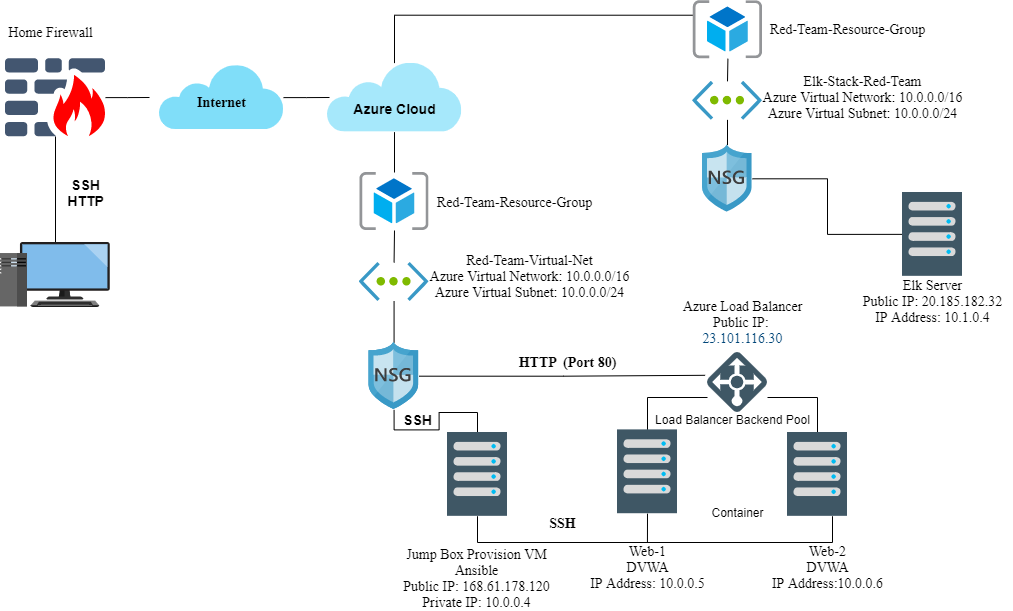 Home Firewall
Red-Team-Resource-Group
Elk-Stack-Red-Team
Azure Virtual Network: 10.0.0.0/16
Azure Virtual Subnet: 10.0.0.0/24
Internet
Azure Cloud
NSG
SSH
HTTP
Red-Team-Resource-Group
Red-Team-Virtual-Net
Azure Virtual Network: 10.0.0.0/16
Azure Virtual Subnet: 10.0.0.0/24
Elk Server
Public IP: 20.185.182.32
IP Address: 10.1.0.4
Azure Load Balancer
Public IP:
23.101.116.30
NSG
HTTP (Port 80)
SSH
Load Balancer Backend Pool
Container
SSH
Jump Box Provision VM
Ansible
Public IP: 168.61.178.120
Private IP: 10.0.0.4
Web-1
DVWA
IP Address: 10.0.0.5
Web-2
DVWA
IP Address:10.0.0.6